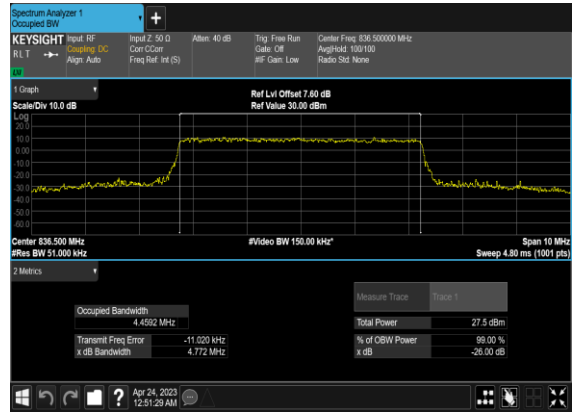 Spectrum Analyzer 1
Occupied BW
+
KEYSIGHT Input: RF Input Z: 50 Ω Atten: 40 dB Trig: Free Run Center Freq: 836.500000 MHz
RLT Coupling: DC Corr CCorr Gate: Off Avg|Hold: 100/100
Align: Auto Freq Ref: Int (S) #IF Gain: Low Radio Std: None
1 Graph
Ref Lvl Offset 7.60 dB
Scale/Div 10.0 dB Ref Value 30.00 dBm
Log
20.0
10.0
0.00
-10.0
-20.0
-30.0
-40.0
-50.0
-60.0
Center 836.500 MHz #Video BW 150.00 kHz* Span 10 MHz
#Res BW 51.000 kHz Sweep 4.80 ms (1001 pts)
2 Metrics
Measure Trace Trace 1
Occupied Bandwidth
4.4592 MHz Total Power 27.5 dBm
Transmit Freq Error -11.020 kHz % of OBW Power 99.00 %
x dB Bandwidth 4.772 MHz x dB -26.00 dB
? Apr 24, 2023
12:51:29 AM